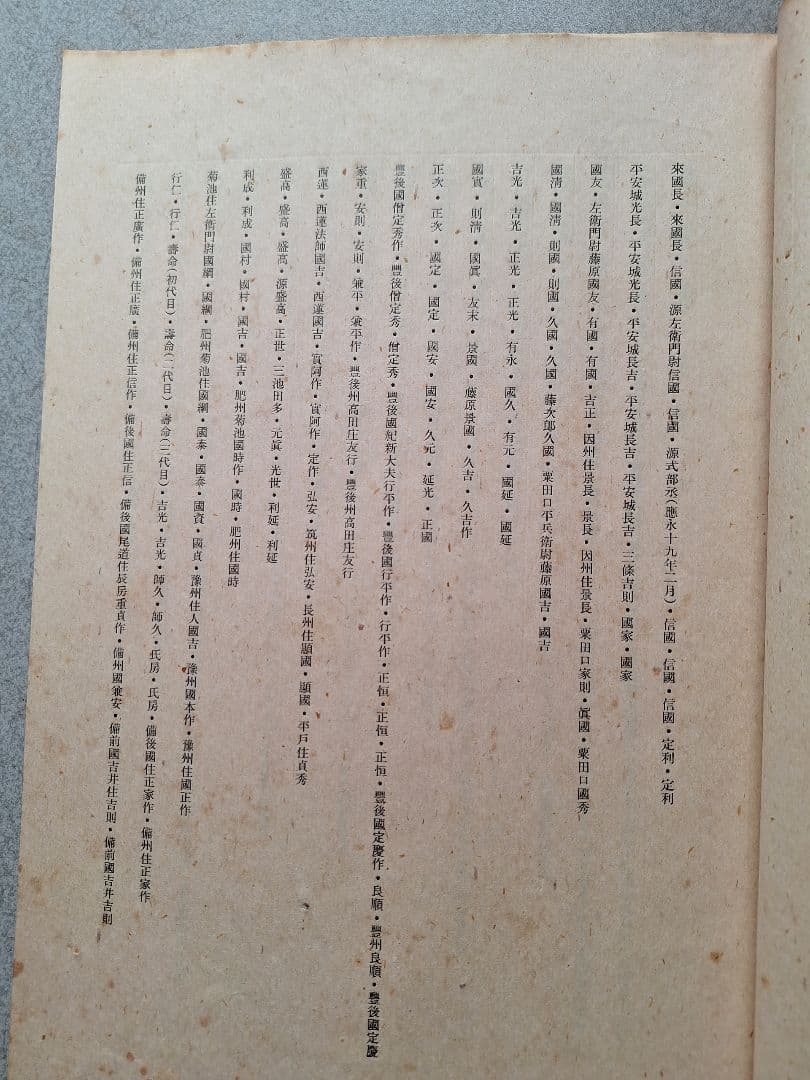 來國長・來國長・信國・源左衞門尉信國・信國・源式部丞(應永十九年二月)・信國・信國・信國・定利・定利
平安城光長・平安城光長・平安城長吉・平安城長吉・平安城長吉・三條吉則・國家・國家
國友・左衞門尉藤原國友・有國・有國・吉正・因州住景長・景長・因州住景長・粟田口家則・眞國・粟田口國秀
國淸・國淸・則國・則國・久國・久國・藤次郞久國・粟田口平兵衞尉藤原國吉・國吉
吉光・吉光・正光・正光・有永・國久・有元・國延・國延
國實・則淸・國眞・友末・景國・藤原景國・久吉・久吉作
正次・正次・國定・國定・國安・國安・久元・延光・正國
豐後國僧定秀作・豐後僧定秀・僧定秀・豐後國紀新大夫行平作・豐後國行平作・行平作・正恒・正恒・正恒・豐後國定慶作・良順・豐州良順・豐後國定慶
家重・安則・安則・兼平・兼平作・豐後州高田庄友行・豐後州高田庄友行
西蓮・西蓮法師國吉・西蓮國吉・實阿作・實阿作・定作・弘安・筑州住弘安・長州住顯國・顯國・平戶住貞秀
盛高・盛高・盛高・源盛高・正世・三池田多・元眞・光世・利延・利延
利成・利成・國村・國村・國吉・國吉・肥州菊池國時作・國時・肥州住國時
菊池住左衞門尉國綱・國綱・肥州菊池住國綱・國泰・國泰・國資・國貞・豫州住人國吉・豫州國本作・豫州住國正作
行仁・行仁・壽命(初代目)・壽命(二代目)・壽命(三代目)・吉光・吉光・師久・師久・氏房・氏房・備後國住正家作・備州住正家作
備州住正廣作・備州住正廣・備州住正信作・備後國住正信・備後國尾道住辰房重貞作・備州國兼安・備前國吉井住吉則・備前國吉井吉則